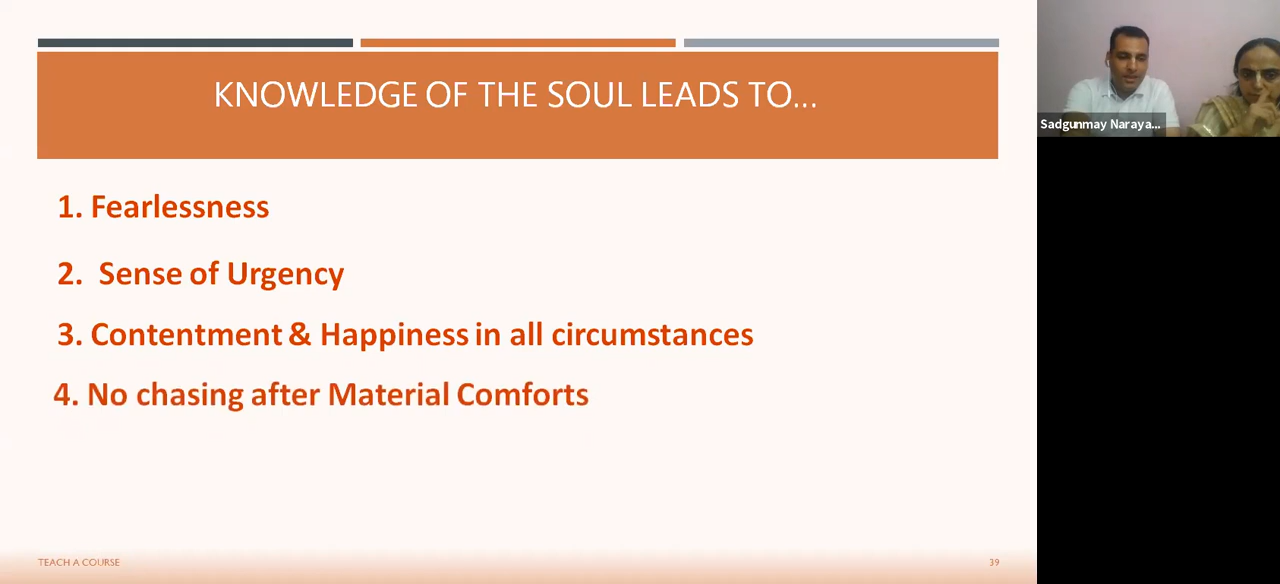 KNOWLEDGE OF THE SOUL LEADS TO...
1. Fearlessness
2. Sense of Urgency
3. Contentment & Happiness in all circumstances
4. No chasing after Material Comforts
TEACH A COURSE
39
Sadgunmay Naraya...